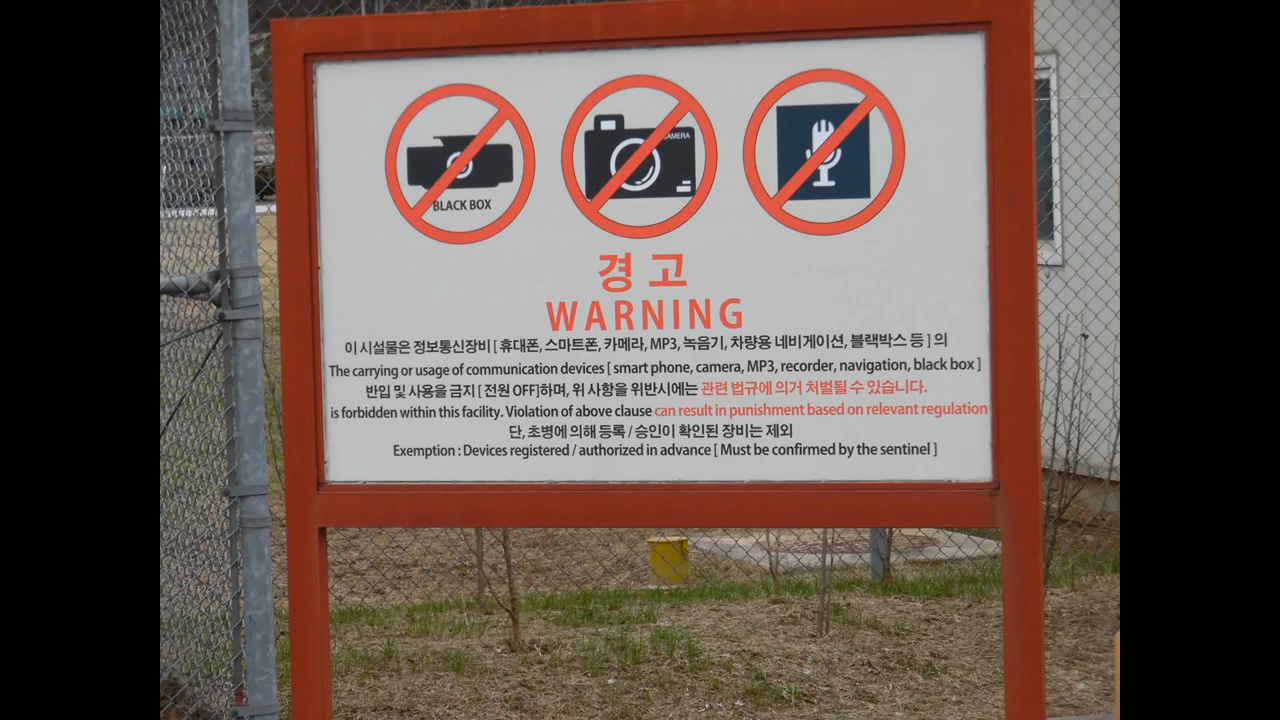 BLACK BOX
CAMERA
경 고
WARNING
이 시설물은 정보통신장비 [ 휴대폰, 스마트폰, 카메라, MP3, 녹음기, 차량용 네비게이션, 블랙박스 등 ] 의
The carrying or usage of communication devices [ smart phone, camera, MP3, recorder, navigation, black box ]
반입 및 사용을 금지 [ 전원 OFF]하며, 위 사항을 위반시에는 관련 법규에 의거 처벌될 수 있습니다.
is forbidden within this facility. Violation of above clause can result in punishment based on relevant regulation
단, 초병에 의해 등록 / 승인이 확인된 장비는 제외
Exemption : Devices registered / authorized in advance [ Must be confirmed by the sentinel ]